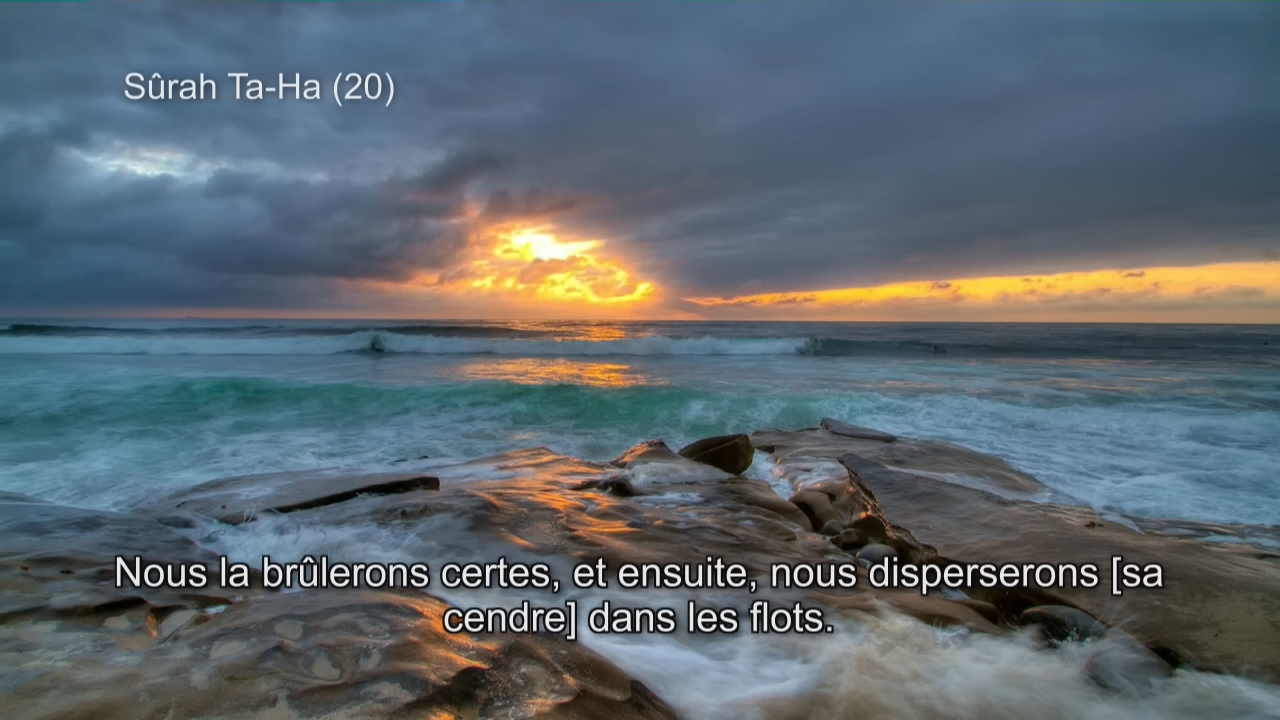 Sûrah Ta-Ha (20)
Nous la brûlerons certes, et ensuite, nous disperserons [sa
cendre] dans les flots.